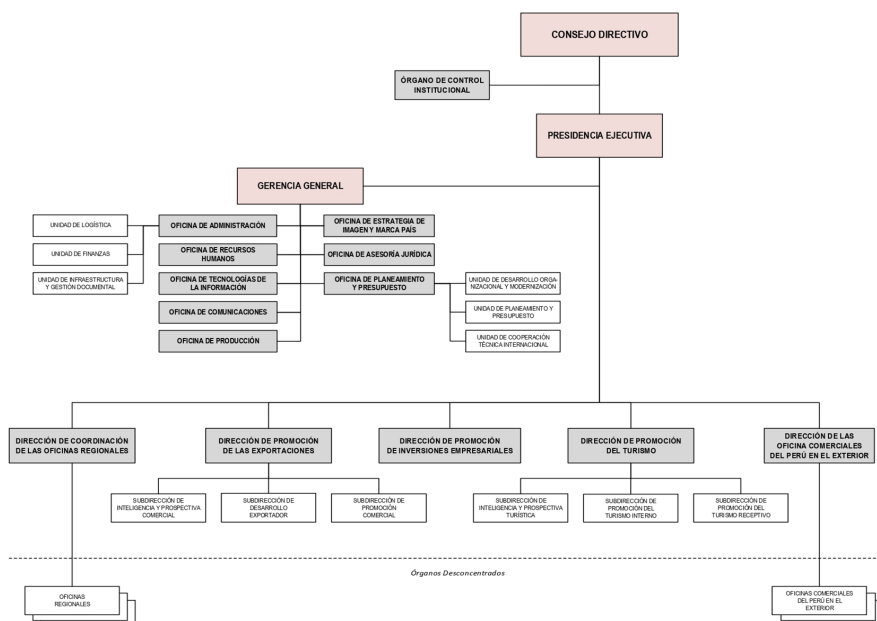 CONSEJO DIRECTIVO
ÓRGANO DE CONTROL
INSTITUCIONAL
PRESIDENCIA EJECUTIVA
GERENCIA GENERAL
UNIDAD DE LOGÍSTICA
OFICINA DE ADMINISTRACIÓN
OFICINA DE ESTRATEGIA DE
IMAGEN Y MARCA PAÍS
UNIDAD DE FINANZAS
OFICINA DE RECURSOS
HUMANOS
OFICINA DE ASESORÍA JURÍDICA
UNIDAD DE INFRAESTRUCTURA
Y GESTIÓN DOCUMENTAL
OFICINA DE TECNOLOGÍAS DE
LA INFORMACIÓN
OFICINA DE PLANEAMIENTO
Y PRESUPUESTO
UNIDAD DE DESARROLLO ORGA-
NIZACIONAL Y MODERNIZACIÓN
OFICINA DE COMUNICACIONES
UNIDAD DE PLANEAMIENTO Y
PRESUPUESTO
OFICINA DE PRODUCCIÓN
UNIDAD DE COOPERACIÓN
TÉCNICA INTERNACIONAL
DIRECCIÓN DE COORDINACIÓN
DE LAS OFICINAS REGIONALES
DIRECCIÓN DE PROMOCIÓN
DE LAS EXPORTACIONES
DIRECCIÓN DE PROMOCIÓN
DE INVERSIONES EMPRESARIALES
DIRECCIÓN DE PROMOCIÓN
DEL TURISMO
DIRECCIÓN DE LAS
OFICINA COMERCIALES
DEL PERÚ EN EL EXTERIOR
SUBDIRECCIÓN DE
INTELIGENCIA Y PROSPECTIVA
COMERCIAL
SUBDIRECCIÓN DE
DESARROLLO
EXPORTADOR
SUBDIRECCIÓN DE
PROMOCIÓN
COMERCIAL
SUBDIRECCIÓN DE
INTELIGENCIA Y PROSPECTIVA
TURÍSTICA
SUBDIRECCIÓN DE
PROMOCIÓN DEL
TURISMO INTERNO
SUBDIRECCIÓN DE
PROMOCIÓN DEL
TURISMO RECEPTIVO
Órganos Desconcentrados
OFICINAS
REGIONALES
OFICINAS COMERCIALES
DEL PERÚ EN EL
EXTERIOR